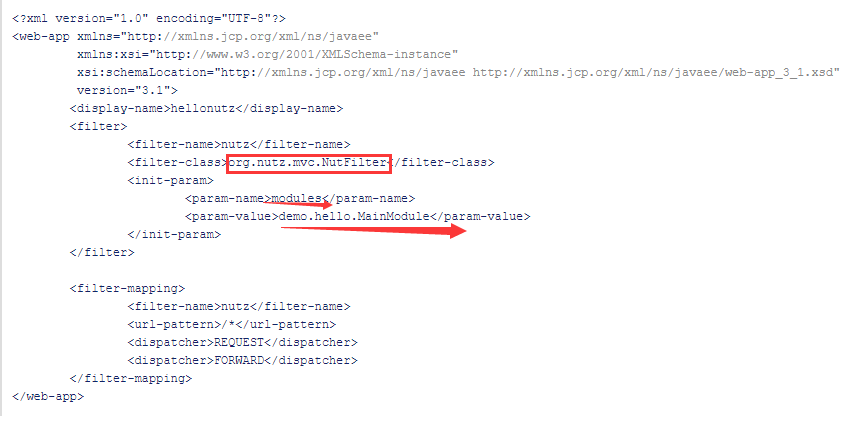 <?xml version="1.0" encoding="UTF-8"?>
<web-app xmlns="http://xmlns.jcp.org/xml/ns/javaee"
xmlns:xsi="http://www.w3.org/2001/XMLSchema-instance"
xsi:schemaLocation="http://xmlns.jcp.org/xml/ns/javaee http://xmlns.jcp.org/xml/ns/javaee/web-app_3_1.xsd"
version="3.1">
<display-name>hellonutz</display-name>
<filter>
<filter-name>nutz</filter-name>
<filter-class>org.nutz.mvc.NutFilter</filter-class>
<init-param>
<param-name>modules</param-name>
<param-value>demo.hello.MainModule</param-value>
</init-param>
</filter>
<filter-mapping>
<filter-name>nutz</filter-name>
<url-pattern>/*</url-pattern>
<dispatcher>REQUEST</dispatcher>
<dispatcher>FORWARD</dispatcher>
</filter-mapping>
</web-app>